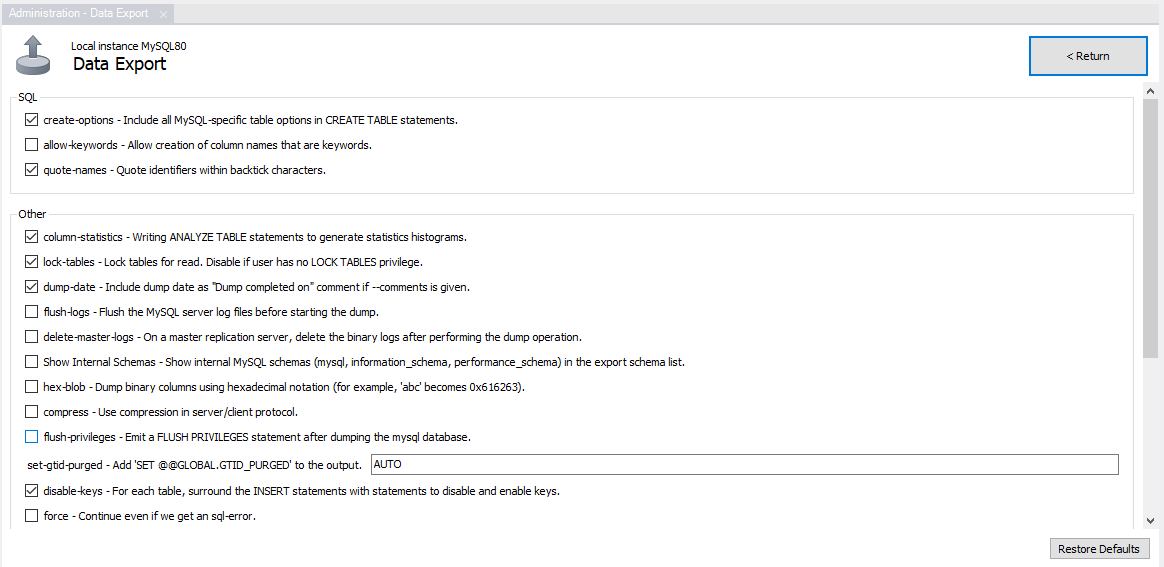 Administration - Data Export
Local instance MySQL80
Data Export
< Return
SQL
create-options - Include all MySQL-specific table options in CREATE TABLE statements.
allow-keywords - Allow creation of column names that are keywords.
quote-names - Quote identifiers within backtick characters.
Other
column-statistics - Writing ANALYZE TABLE statements to generate statistics histograms.
lock-tables - Lock tables for read. Disable if user has no LOCK TABLES privilege.
dump-date - Include dump date as "Dump completed on" comment if --comments is given.
flush-logs - Flush the MySQL server log files before starting the dump.
delete-master-logs - On a master replication server, delete the binary logs after performing the dump operation.
Show Internal Schemas - Show internal MySQL schemas (mysql, information_schema, performance_schema) in the export schema list.
hex-blob - Dump binary columns using hexadecimal notation (for example, 'abc' becomes 0x616263).
compress - Use compression in server/client protocol.
flush-privileges - Emit a FLUSH PRIVILEGES statement after dumping the mysql database.
set-gtid-purged - Add 'SET @@GLOBAL.GTID_PURGED' to the output. AUTO
disable-keys - For each table, surround the INSERT statements with statements to disable and enable keys.
force - Continue even if we get an sql-error.
Restore Defaults